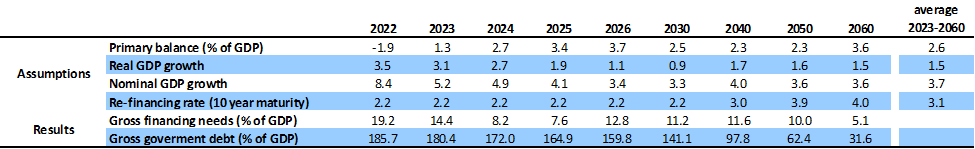 average
2022 2023 2024 2025 2026 2030 2040 2050 2060 2023-2060
Primary balance (% of GDP) -1.9 1.3 2.7 3.4 3.7 2.5 2.3 2.3 3.6 2.6
Assumptions
Real GDP growth 3.5 3.1 2.7 1.9 1.1 0.9 1.7 1.6 1.5 1.5
Nominal GDP growth 8.4 5.2 4.9 4.1 3.4 3.3 4.0 3.6 3.6 3.7
Re-financing rate (10 year maturity) 2.2 2.2 2.2 2.2 2.2 2.2 3.0 3.9 4.0 3.1
Results
Gross financing needs (% of GDP) 19.2 14.4 8.2 7.6 12.8 11.2 11.6 10.0 5.1
Gross goverment debt (% of GDP) 185.7 180.4 172.0 164.9 159.8 141.1 97.8 62.4 31.6